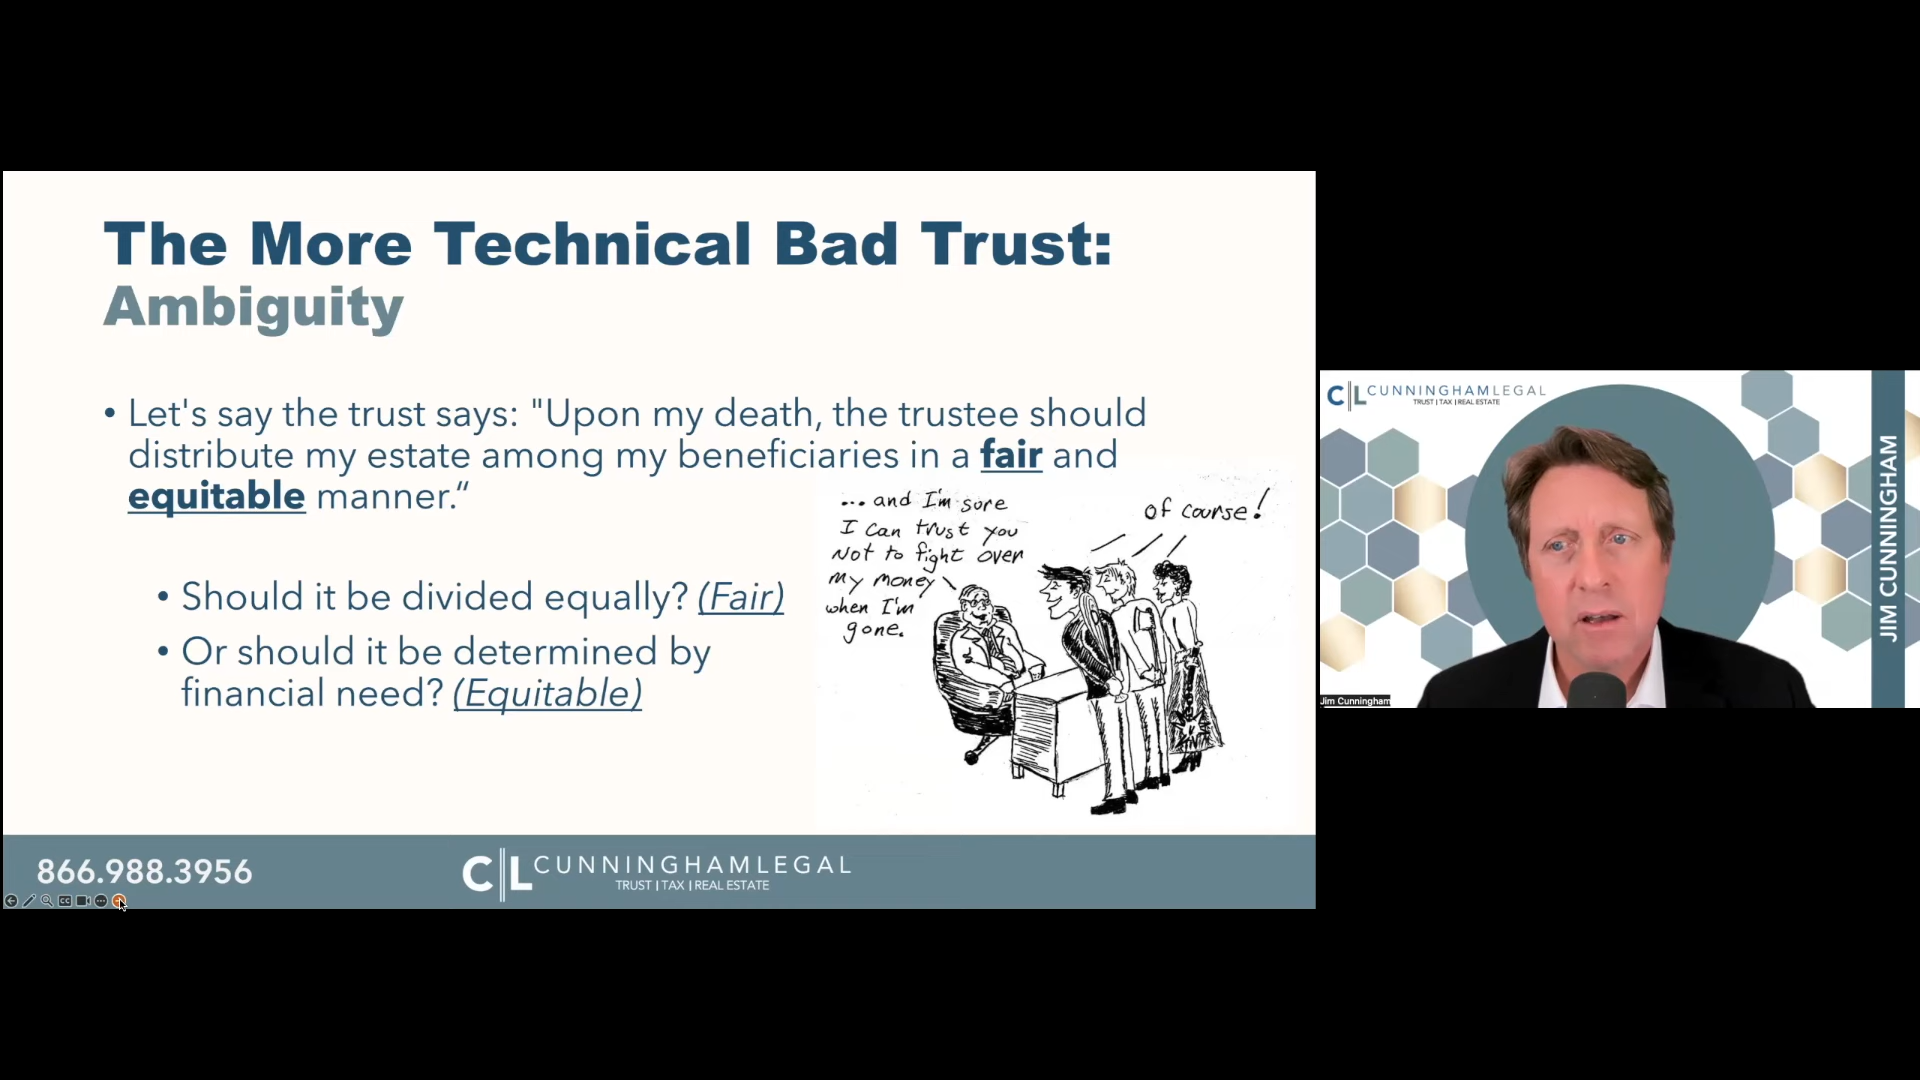 The More Technical Bad Trust:
Ambiguity
• Let's say the trust says: "Upon my death, the trustee should
distribute my estate among my beneficiaries in a fair and
equitable manner.“
• Should it be divided equally? (Fair)
• Or should it be determined by
financial need? (Equitable)
... and I'm sure
I can trust you
Not to fight over
my money
when I'm
gone.
of course!
866.988.3956
CL CUNNINGHAMLEGAL
TRUST | TAX | REAL ESTATE
CC
CL CUNNINGHAMLEGAL
TRUST | TAX | REAL ESTATE
JIM CUNNINGHAM
Jim Cunningham